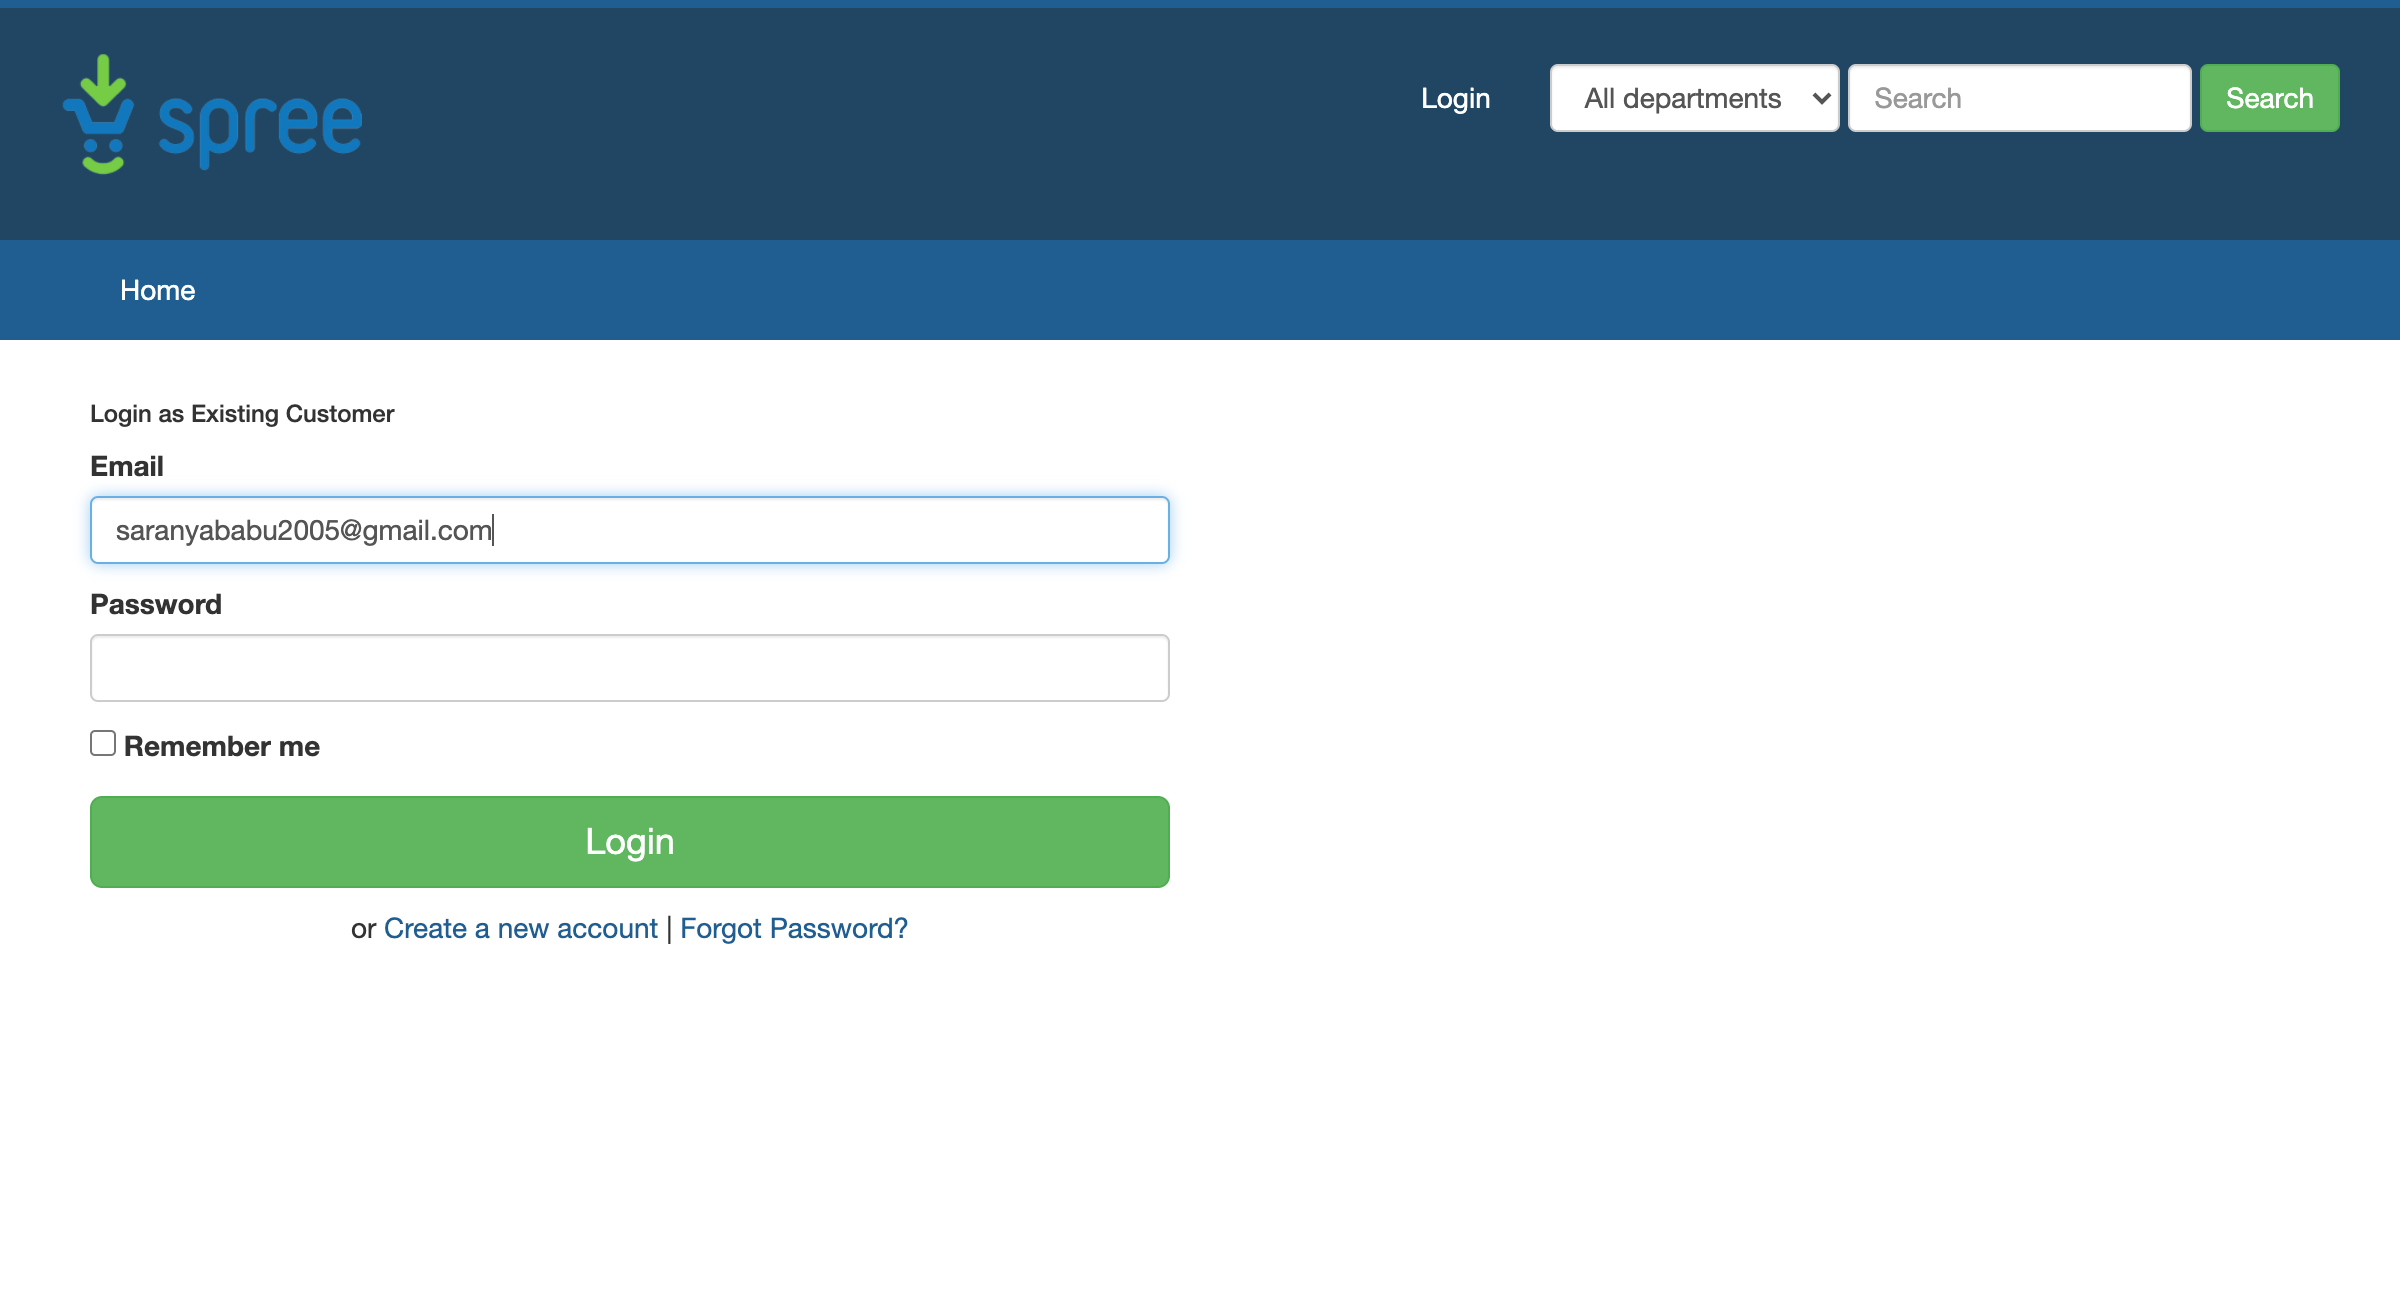 spree
Login All departments Search Search
Home
Login as Existing Customer
Email
saranyababu2005@gmail.com
Password
Remember me
Login
or Create a new account | Forgot Password?